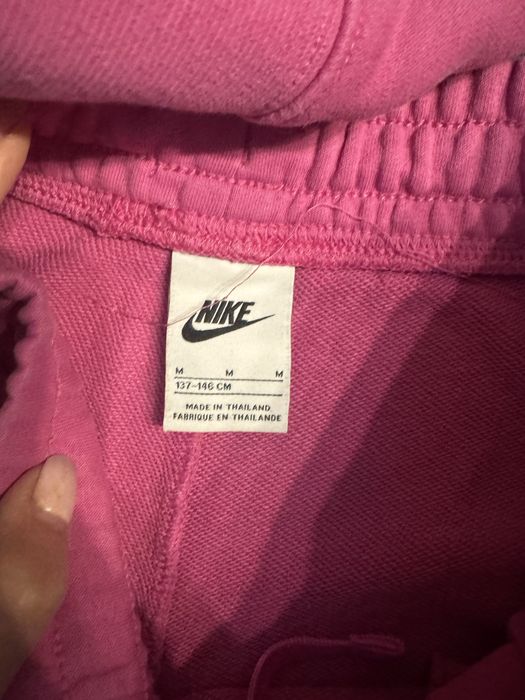 NIKE
M M M
137-146 CM
MADE IN THAILAND
FABRIQUE EN THAILANDE